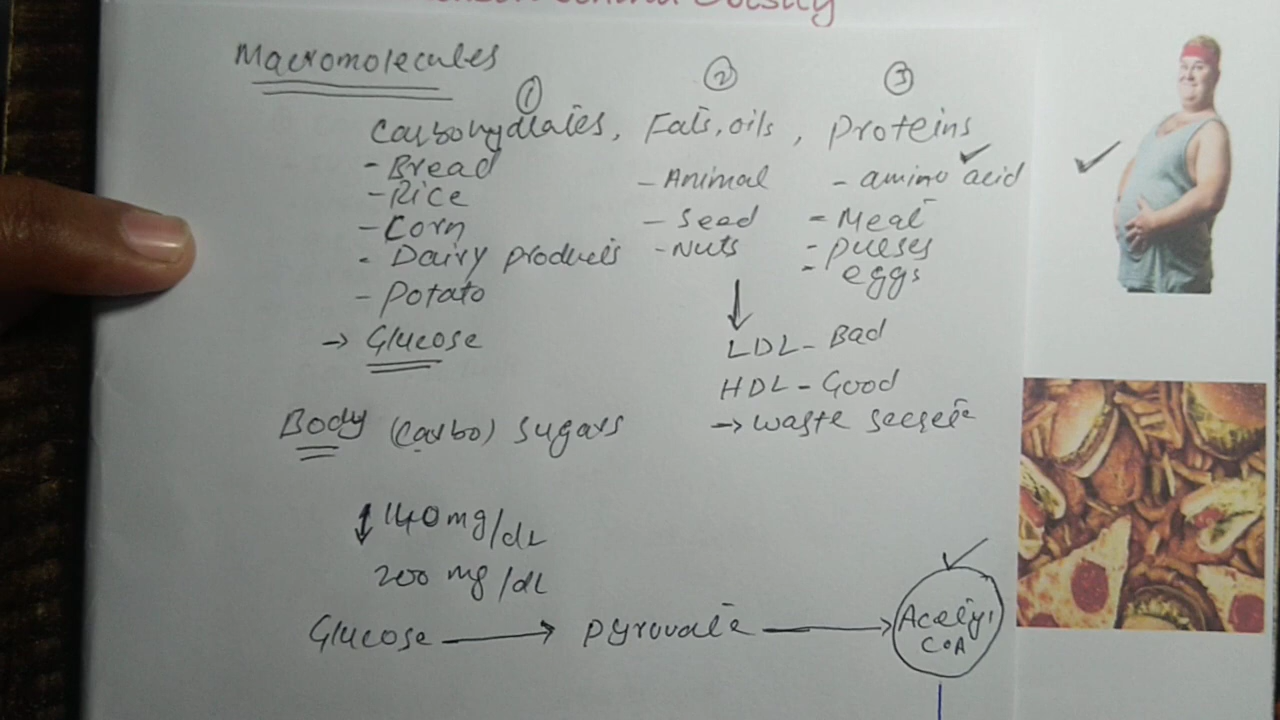 Behind Obesity
Macromolecules
① ② ③
Carbohydrates, Fats, oils, Proteins
- Bread
- Animal
- amino acid
- Rice
- Corn
- Seed
- Meat
- Dairy products
- Nuts
- pulses
- eggs
- Potato
→ Glucose
LDL - Bad
HDL - Good
Body (Carbo) sugars
→ waste secrete
↓ 140 mg/dL
200 mg/dL
Glucose → pyruvate → Acetyl
CoA